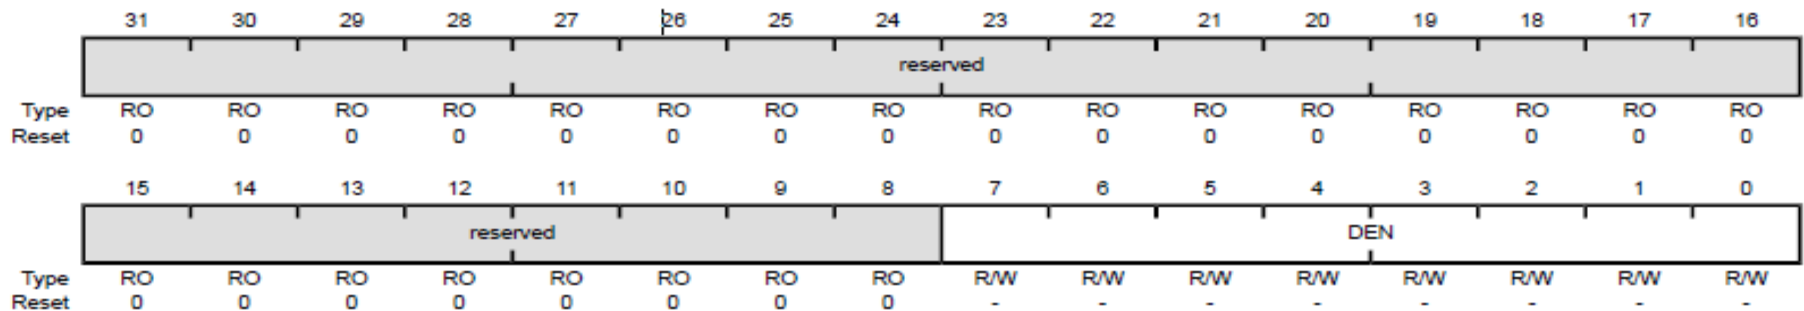 31 30 29 28 27 26 25 24 23 22 21 20 19 18 17 16
reserved
Type RO RO RO RO RO RO RO RO RO RO RO RO RO RO RO RO
Reset 0 0 0 0 0 0 0 0 0 0 0 0 0 0 0 0
15 14 13 12 11 10 9 8 7 6 5 4 3 2 1 0
reserved DEN
Type RO RO RO RO RO RO RO RO R/W R/W R/W R/W R/W R/W R/W R/W
Reset 0 0 0 0 0 0 0 0 - - - - - - - -